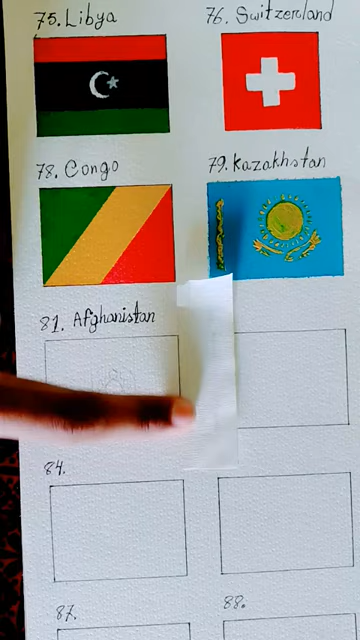 75. Libya
76. Switzerland
78. Congo
79. Kazakhstan
81. Afghanistan
84.
87.
88.